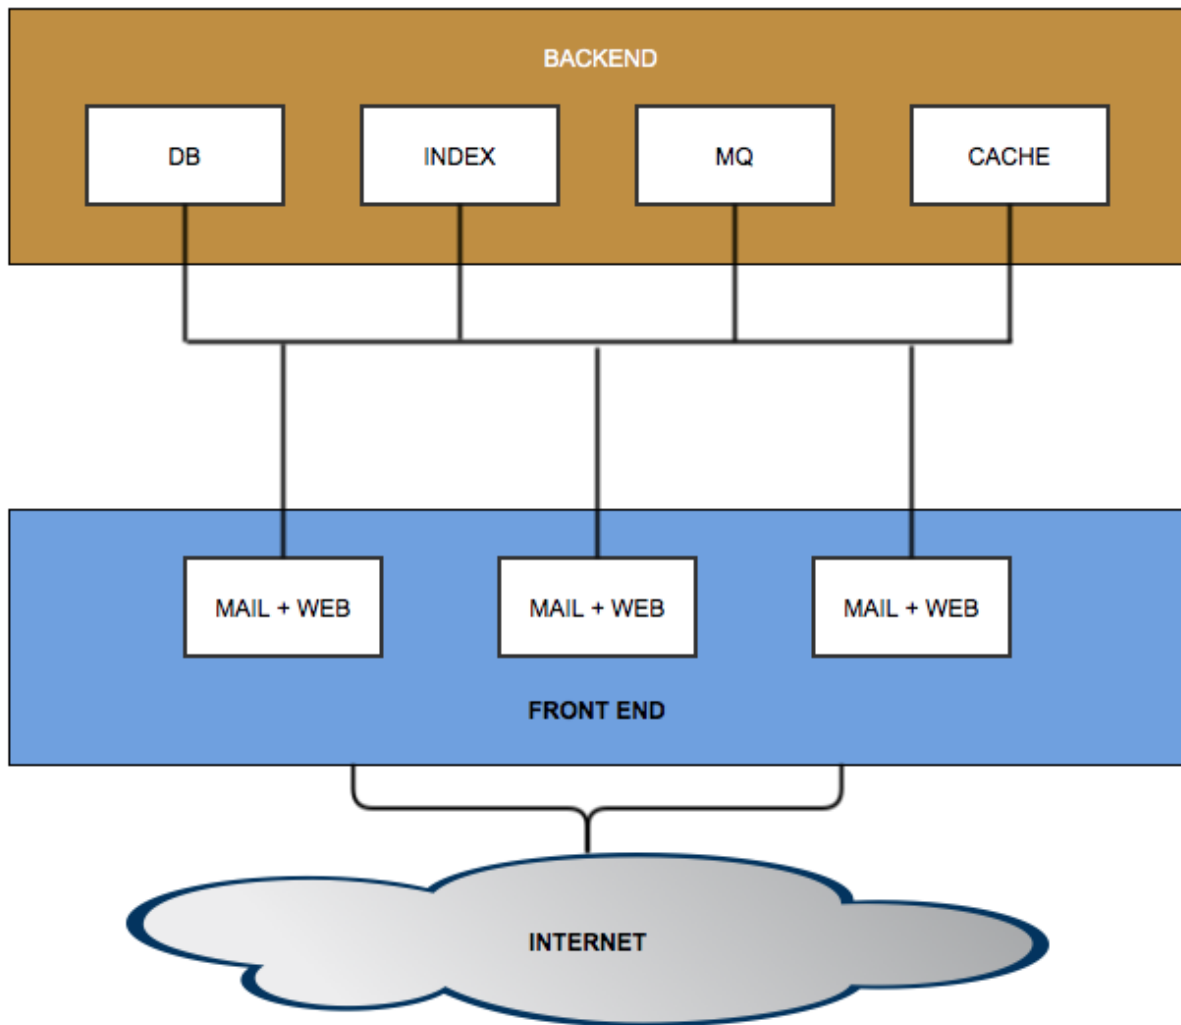 BACKEND
DB
INDEX
MQ
CACHE
MAIL + WEB
MAIL + WEB
MAIL + WEB
FRONT END
INTERNET